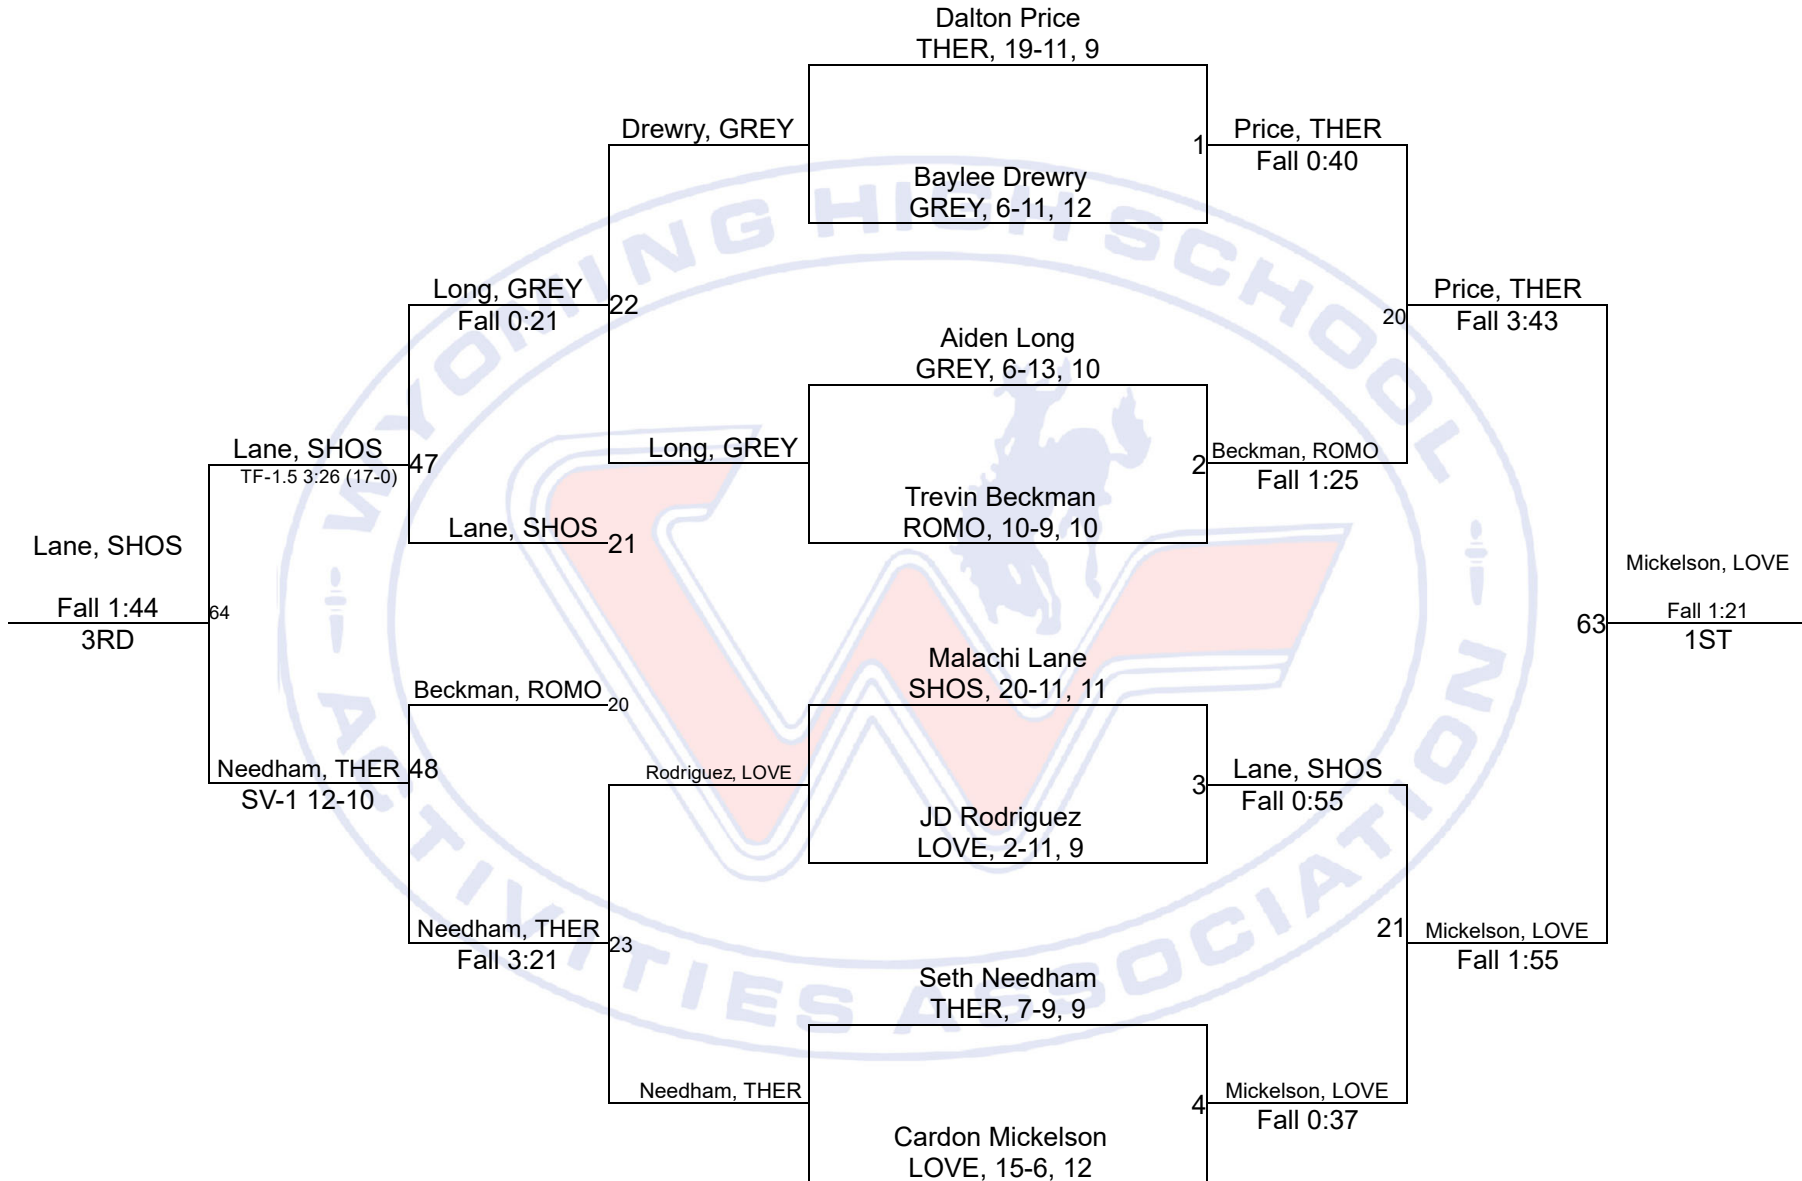 Dalton Price
THER, 19-11, 9
Drewry, GREY
1
Price, THER
Fall 0:40
Baylee Drewry
GREY, 6-11, 12
Long, GREY
Fall 0:21
22
20
Price, THER
Fall 3:43
Aiden Long
GREY, 6-13, 10
Lane, SHOS
TF-1.5 3:26 (17-0)
47
Long, GREY
2
Beckman, ROMO
Fall 1:25
Trevin Beckman
ROMO, 10-9, 10
Lane, SHOS
21
Lane, SHOS
Fall 1:44
3RD
64
63
Mickelson, LOVE
Fall 1:21
1ST
Malachi Lane
SHOS, 20-11, 11
Beckman, ROMO
20
Needham, THER
SV-1 12-10
48
Rodriguez, LOVE
3
Lane, SHOS
Fall 0:55
JD Rodriguez
LOVE, 2-11, 9
Needham, THER
Fall 3:21
23
21
Mickelson, LOVE
Fall 1:55
Seth Needham
THER, 7-9, 9
Needham, THER
4
Mickelson, LOVE
Fall 0:37
Cardon Mickelson
LOVE, 15-6, 12
WYOMING HIGH SCHOOL
ACTIVITIES ASSOCIATION